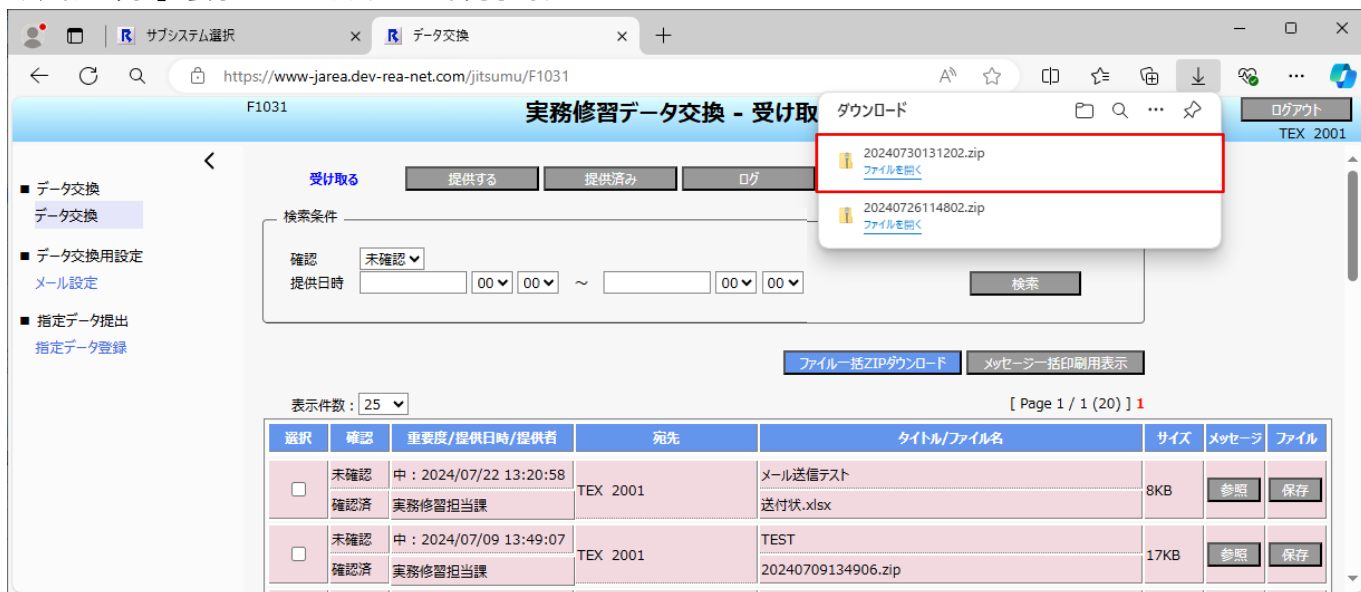 サブシステム選択
データ交換
https://www-jarea.dev-rea-net.com/jitsumu/F1031
F1031
実務修習データ交換 - 受け取
ログアウト
TEX 2001
ダウンロード
20240730131202.zip
ファイルを開く
20240726114802.zip
ファイルを開く
■ データ交換
データ交換
■ データ交換用設定
メール設定
■ 指定データ提出
指定データ登録
受け取る 提供する 提供済み ログ
検索条件
確認 未確認
提供日時 00 00 ～ 00 00 検索
ファイル一括ZIPダウンロード メッセージ一括印刷用表示
表示件数 : 25 [ Page 1 / 1 (20) ] 1
選択 確認 重要度/提供日時/提供者 宛先 タイトル/ファイル名 サイズ メッセージ ファイル
未確認 中 : 2024/07/22 13:20:58 TEX 2001 メール送信テスト 8KB 参照 保存
確認済 実務修習担当課 送付状.xlsx
未確認 中 : 2024/07/09 13:49:07 TEX 2001 TEST 17KB 参照 保存
確認済 実務修習担当課 20240709134906.zip